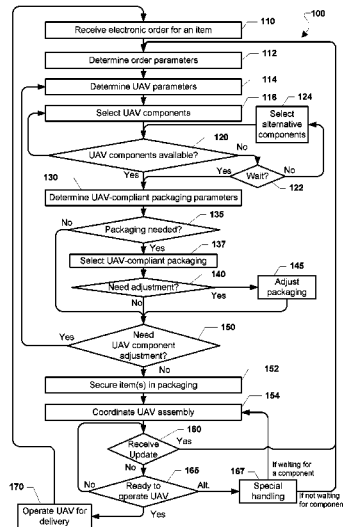 100
Receive electronic order for an item
110
Determine order parameters
112
Determine UAV parameters
114
Select UAV components
116
124
Select
alternative
components
120
UAV components available?
No
Yes
Yes
Wait?
No
122
130
Determine UAV-compliant packaging parameters
135
No
Packaging needed?
Yes
137
Select UAV-compliant packaging
140
145
Need adjustment?
Yes
Adjust
packaging
No
150
Yes
Need
UAV component
adjustment?
No
152
Secure item(s) in packaging
154
Coordinate UAV assembly
160
Receive
Update
Yes
If waiting for
a component
No
165
167
170
No
Ready to
operate UAV
Alt.
Special
handling
If not waiting for
component
Operate UAV for
delivery
Yes